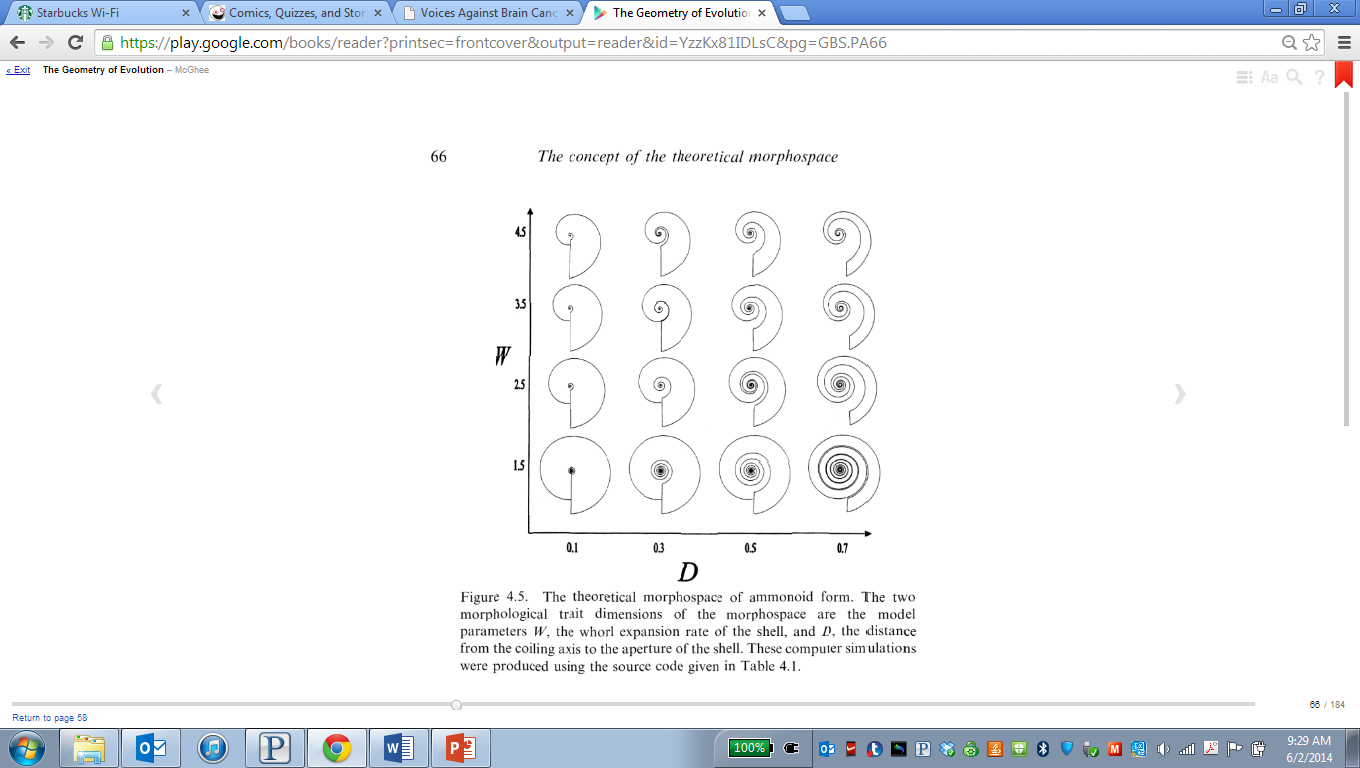 Starbucks Wi-Fi
Comics, Quizzes, and Stor
Voices Against Brain Canc
The Geometry of Evolutio
https://play.google.com/books/reader?printsec=frontcover&output=reader&id=YzzKx81IDLsC&pg=GBS.PA66
« Exit The Geometry of Evolution – McGhee
Aa ?
66 The concept of the theoretical morphospace
4.5
3.5
W
2.5
1.5
0.1 0.3 0.5 0.7
D
Figure 4.5. The theoretical morphospace of ammonoid form. The two
morphological trait dimensions of the morphospace are the model
parameters W, the whorl expansion rate of the shell, and D, the distance
from the coiling axis to the aperture of the shell. These computer simulations
were produced using the source code given in Table 4.1.
66 / 184
Return to page 58
100%
9:29 AM
6/2/2014